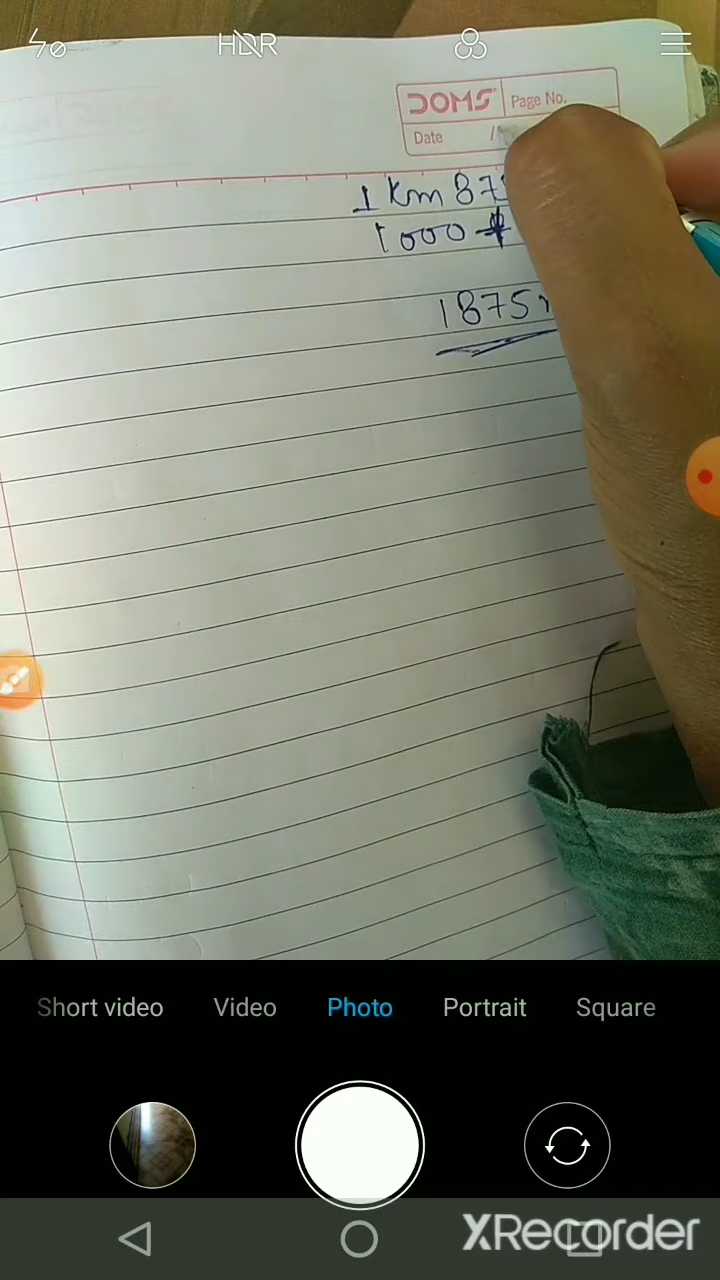 HDR
DOMS Page No.
Date
1 Km 87
1000 +
1875
Short video Video Photo Portrait Square
XRecorder